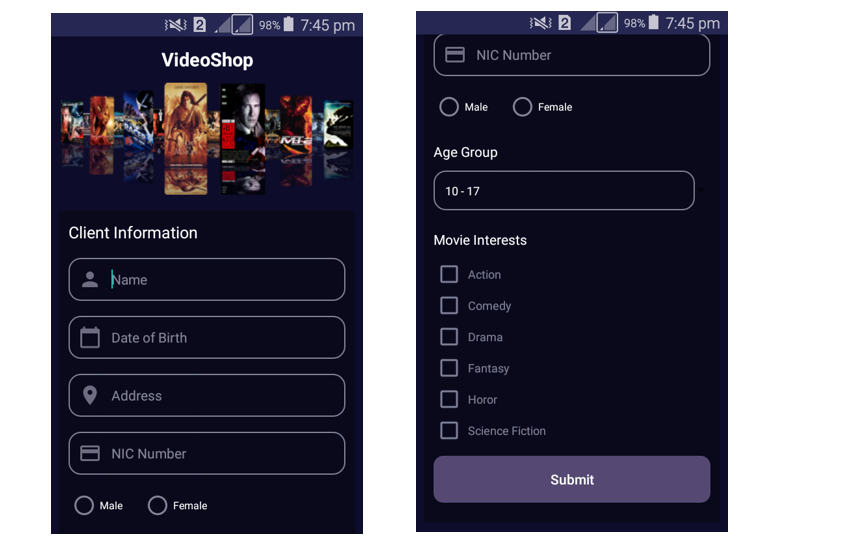 2 98% 7:45 pm
VideoShop
Client Information
Name
Date of Birth
Address
NIC Number
Male Female
2 98% 7:45 pm
NIC Number
Male Female
Age Group
10 - 17
Movie Interests
Action
Comedy
Drama
Fantasy
Horor
Science Fiction
Submit